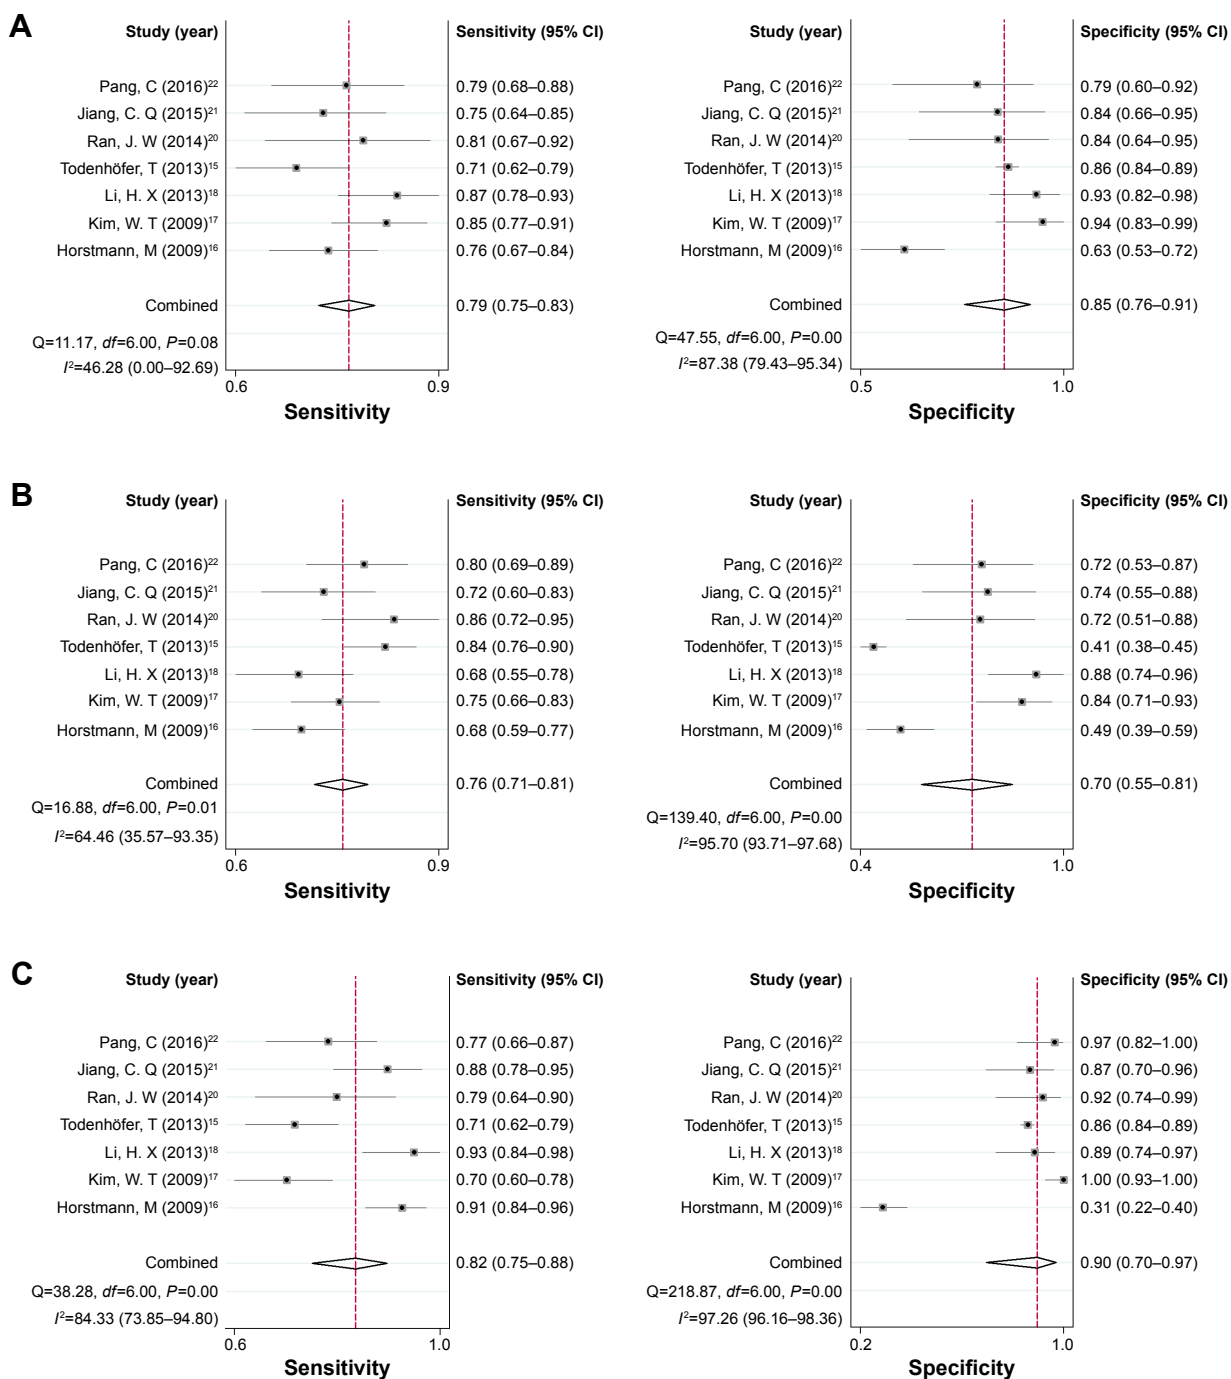 A
Study (year) Sensitivity (95% CI)
Pang, C (2016)22 0.79 (0.68–0.88)
Jiang, C. Q (2015)21 0.75 (0.64–0.85)
Ran, J. W (2014)20 0.81 (0.67–0.92)
Todenhöfer, T (2013)15 0.71 (0.62–0.79)
Li, H. X (2013)18 0.87 (0.78–0.93)
Kim, W. T (2009)17 0.85 (0.77–0.91)
Horstmann, M (2009)16 0.76 (0.67–0.84)
Combined 0.79 (0.75–0.83)
Q=11.17, df=6.00, P=0.08
I2=46.28 (0.00–92.69)
0.6 0.9
Sensitivity
Study (year) Specificity (95% CI)
Pang, C (2016)22 0.79 (0.60–0.92)
Jiang, C. Q (2015)21 0.84 (0.66–0.95)
Ran, J. W (2014)20 0.84 (0.64–0.95)
Todenhöfer, T (2013)15 0.86 (0.84–0.89)
Li, H. X (2013)18 0.93 (0.82–0.98)
Kim, W. T (2009)17 0.94 (0.83–0.99)
Horstmann, M (2009)16 0.63 (0.53–0.72)
Combined 0.85 (0.76–0.91)
Q=47.55, df=6.00, P=0.00
I2=87.38 (79.43–95.34)
0.5 1.0
Specificity
B
Study (year) Sensitivity (95% CI)
Pang, C (2016)22 0.80 (0.69–0.89)
Jiang, C. Q (2015)21 0.72 (0.60–0.83)
Ran, J. W (2014)20 0.86 (0.72–0.95)
Todenhöfer, T (2013)15 0.84 (0.76–0.90)
Li, H. X (2013)18 0.68 (0.55–0.78)
Kim, W. T (2009)17 0.75 (0.66–0.83)
Horstmann, M (2009)16 0.68 (0.59–0.77)
Combined 0.76 (0.71–0.81)
Q=16.88, df=6.00, P=0.01
I2=64.46 (35.57–93.35)
0.6 0.9
Sensitivity
Study (year) Specificity (95% CI)
Pang, C (2016)22 0.72 (0.53–0.87)
Jiang, C. Q (2015)21 0.74 (0.55–0.88)
Ran, J. W (2014)20 0.72 (0.51–0.88)
Todenhöfer, T (2013)15 0.41 (0.38–0.45)
Li, H. X (2013)18 0.88 (0.74–0.96)
Kim, W. T (2009)17 0.84 (0.71–0.93)
Horstmann, M (2009)16 0.49 (0.39–0.59)
Combined 0.70 (0.55–0.81)
Q=139.40, df=6.00, P=0.00
I2=95.70 (93.71–97.68)
0.4 1.0
Specificity
C
Study (year) Sensitivity (95% CI)
Pang, C (2016)22 0.77 (0.66–0.87)
Jiang, C. Q (2015)21 0.88 (0.78–0.95)
Ran, J. W (2014)20 0.79 (0.64–0.90)
Todenhöfer, T (2013)15 0.71 (0.62–0.79)
Li, H. X (2013)18 0.93 (0.84–0.98)
Kim, W. T (2009)17 0.70 (0.60–0.78)
Horstmann, M (2009)16 0.91 (0.84–0.96)
Combined 0.82 (0.75–0.88)
Q=38.28, df=6.00, P=0.00
I2=84.33 (73.85–94.80)
0.6 1.0
Sensitivity
Study (year) Specificity (95% CI)
Pang, C (2016)22 0.97 (0.82–1.00)
Jiang, C. Q (2015)21 0.87 (0.70–0.96)
Ran, J. W (2014)20 0.92 (0.74–0.99)
Todenhöfer, T (2013)15 0.86 (0.84–0.89)
Li, H. X (2013)18 0.89 (0.74–0.97)
Kim, W. T (2009)17 1.00 (0.93–1.00)
Horstmann, M (2009)16 0.31 (0.22–0.40)
Combined 0.90 (0.70–0.97)
Q=218.87, df=6.00, P=0.00
I2=97.26 (96.16–98.36)
0.2 1.0
Specificity